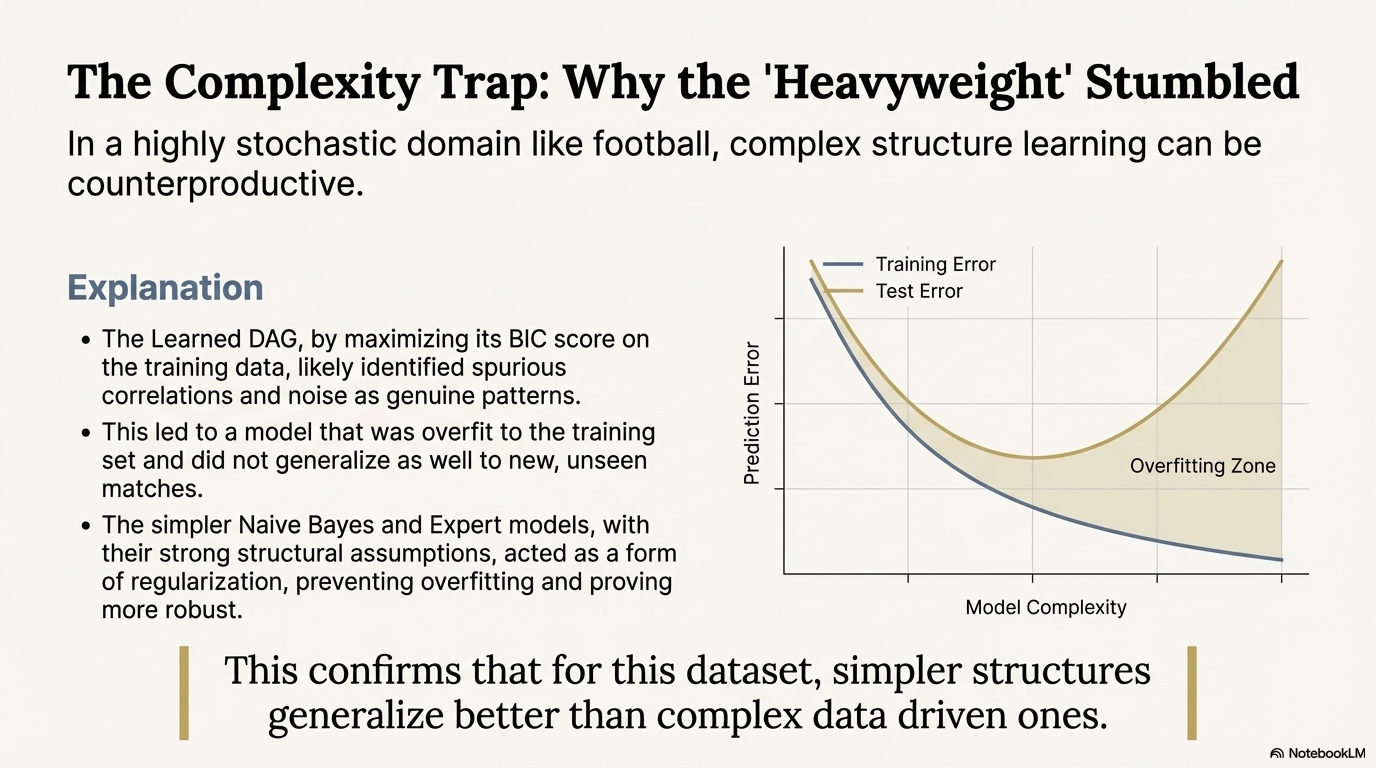 The Complexity Trap: Why the 'Heavyweight' Stumbled
In a highly stochastic domain like football, complex structure learning can be
counterproductive.
Explanation
• The Learned DAG, by maximizing its BIC score on
the training data, likely identified spurious
correlations and noise as genuine patterns.
• This led to a model that was overfit to the training
set and did not generalize as well to new, unseen
matches.
• The simpler Naive Bayes and Expert models, with
their strong structural assumptions, acted as a form
of regularization, preventing overfitting and proving
more robust.
Training Error
Test Error
Prediction Error
Overfitting Zone
Model Complexity
This confirms that for this dataset, simpler structures
generalize better than complex data driven ones.
NotebookLM